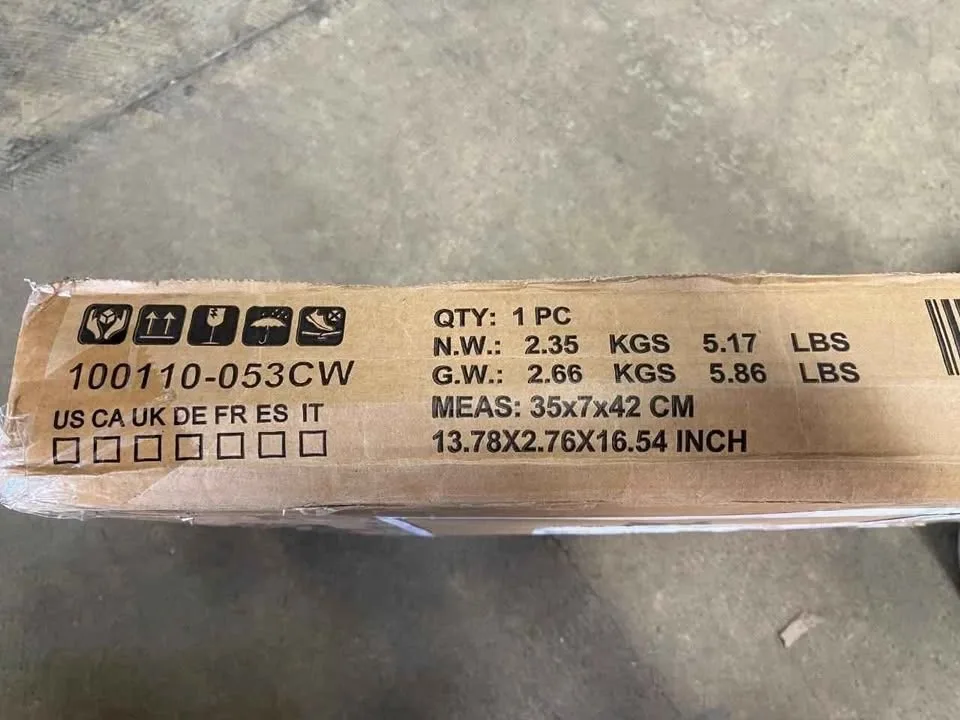 100110-053CW
US CA UK DE FR ES IT
QTY: 1 PC
N.W.: 2.35 KGS 5.17 LBS
G.W.: 2.66 KGS 5.86 LBS
MEAS: 35x7x42 CM
13.78X2.76X16.54 INCH